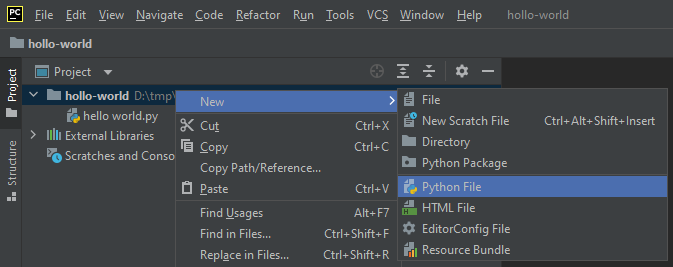 PC File Edit View Navigate Code Refactor Run Tools VCS Window Help hollo-world
hollo-world
Project
Project
hollo-world D:\tmp\
hello world.py
External Libraries
Scratches and Conso
Structure
New
Cut Ctrl+X
Copy Ctrl+C
Copy Path/Reference...
Paste Ctrl+V
Find Usages Alt+F7
Find in Files... Ctrl+Shift+F
Replace in Files... Ctrl+Shift+R
File
New Scratch File Ctrl+Alt+Shift+Insert
Directory
Python Package
Python File
HTML File
EditorConfig File
Resource Bundle